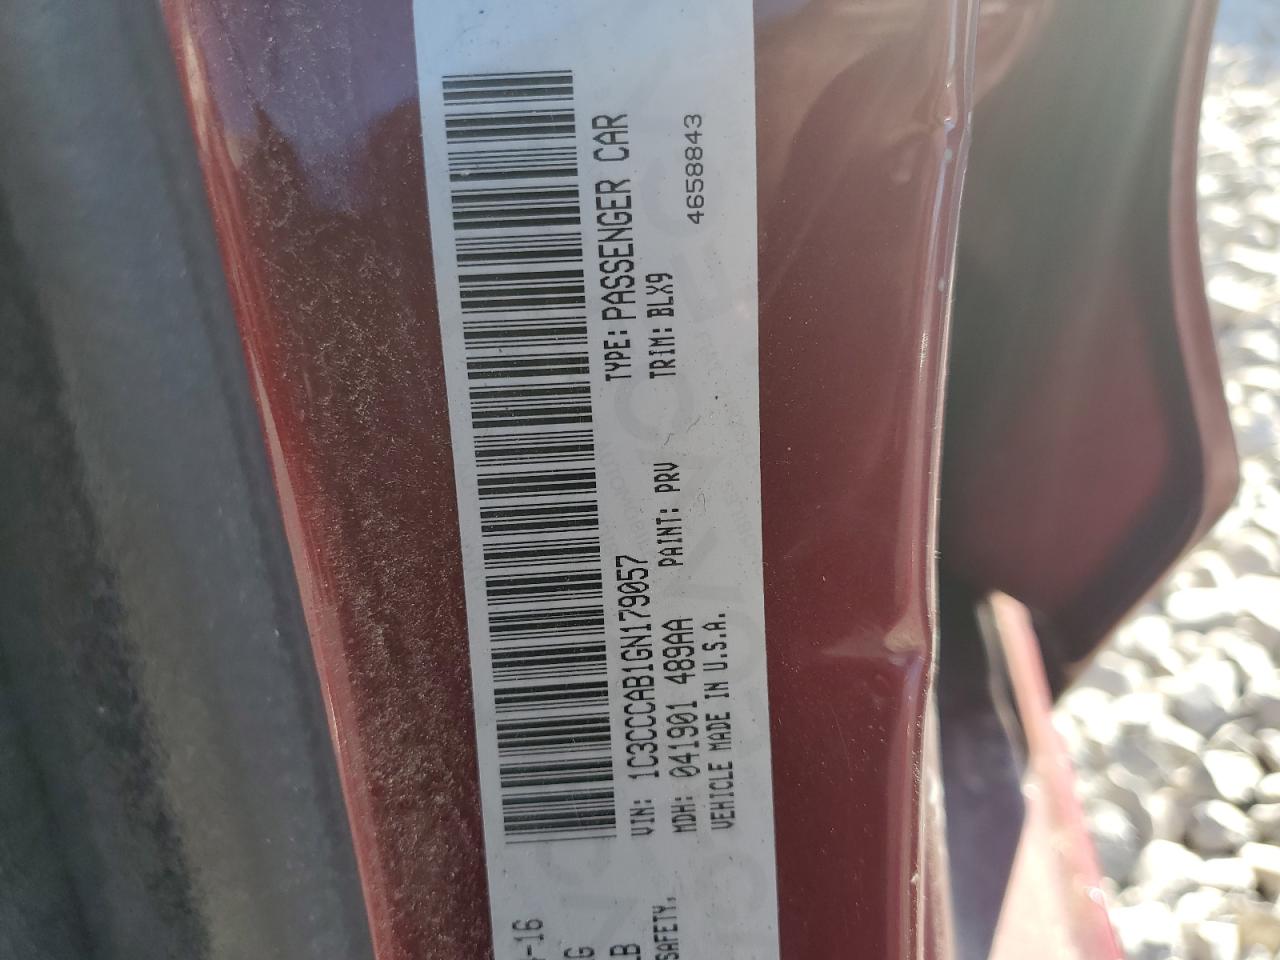 -16
G
LB
SAFETY.
VIN: 1C3CCCAB1GN179057
TYPE: PASSENGER CAR
MDH: 041901 489AA PAINT: PRV TRIM: BLX9
VEHICLE MADE IN U.S.A.
4658843